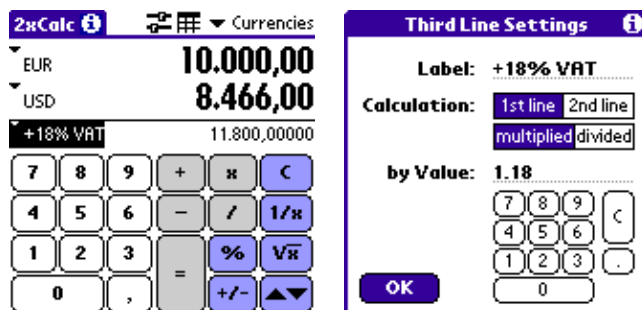 2xCalc i Currencies
EUR 10.000,00
USD 8.466,00
+18% VAT 11.800,00000
7 8 9 + x C
4 5 6 − / 1/x
1 2 3 = % √x
0 , +/-
Third Line Settings i
Label: +18% VAT
Calculation: 1st line 2nd line
multiplied divided
by Value: 1.18
7 8 9 C
4 5 6
1 2 3 .
OK 0